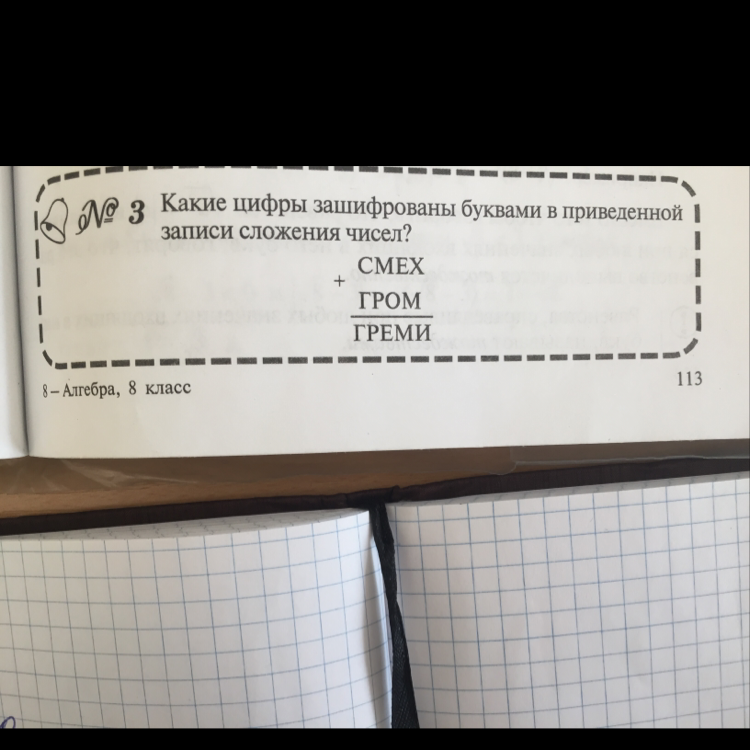 № 3 Какие цифры зашифрованы буквами в приведенной
записи сложения чисел?
СМЕХ
+
ГРОМ
ГРЕМИ
8 – Алгебра, 8 класс
113